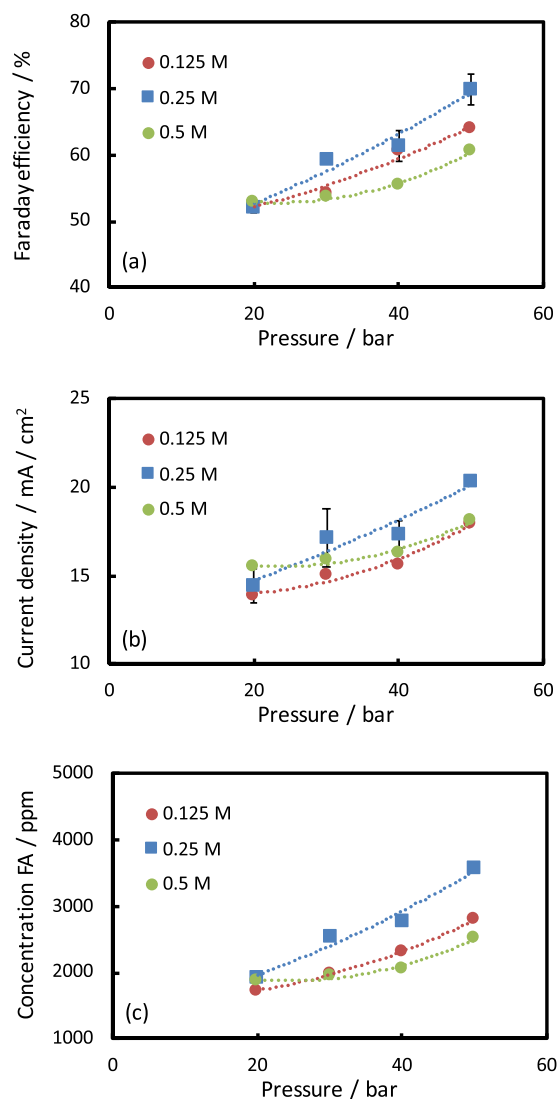 80
70
60
50
40
Faraday efficiency / %
0.125 M
0.25 M
0.5 M
(a)
0 20 40 60
Pressure / bar
25
20
15
10
Current density / mA / cm²
0.125 M
0.25 M
0.5 M
(b)
0 20 40 60
Pressure / bar
5000
4000
3000
2000
1000
Concentration FA / ppm
0.125 M
0.25 M
0.5 M
(c)
0 20 40 60
Pressure / bar